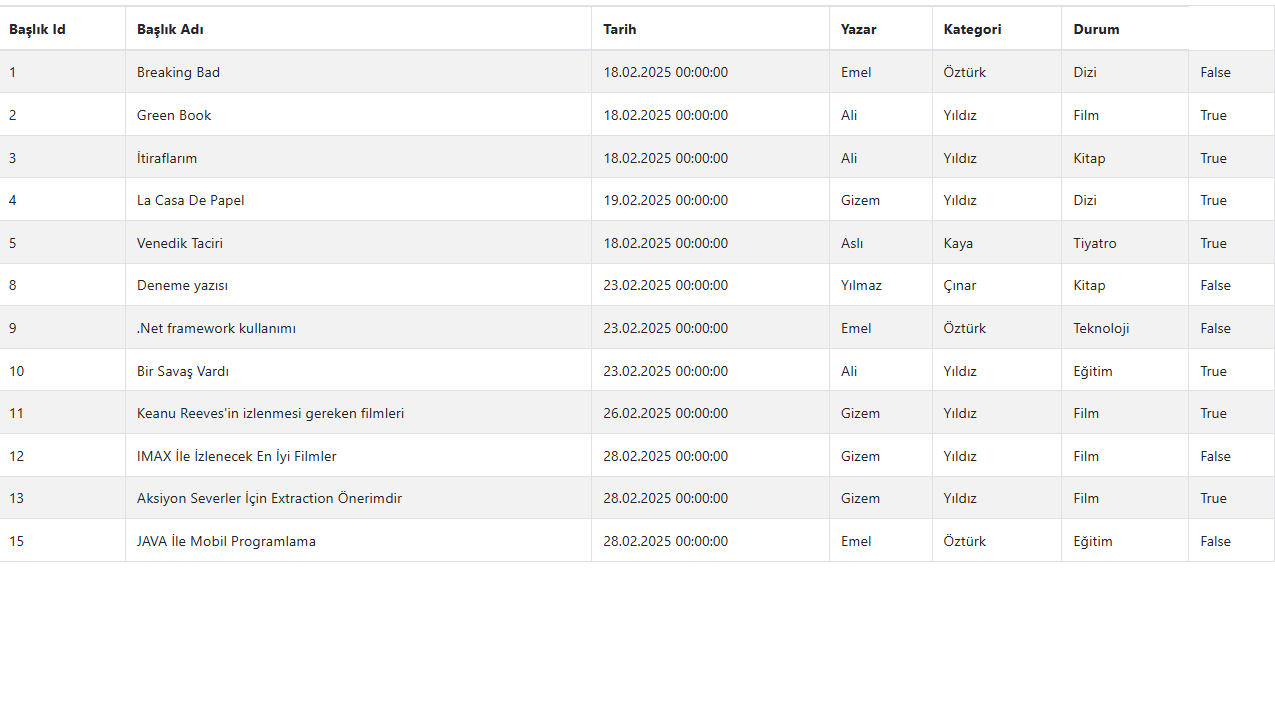 Başlık Id Başlık Adı Tarih Yazar Kategori Durum
1 Breaking Bad 18.02.2025 00:00:00 Emel Öztürk Dizi False
2 Green Book 18.02.2025 00:00:00 Ali Yıldız Film True
3 İtiraflarım 18.02.2025 00:00:00 Ali Yıldız Kitap True
4 La Casa De Papel 19.02.2025 00:00:00 Gizem Yıldız Dizi True
5 Venedik Taciri 18.02.2025 00:00:00 Aslı Kaya Tiyatro True
8 Deneme yazısı 23.02.2025 00:00:00 Yılmaz Çınar Kitap False
9 .Net framework kullanımı 23.02.2025 00:00:00 Emel Öztürk Teknoloji False
10 Bir Savaş Vardı 23.02.2025 00:00:00 Ali Yıldız Eğitim True
11 Keanu Reeves'in izlenmesi gereken filmleri 26.02.2025 00:00:00 Gizem Yıldız Film True
12 IMAX İle İzlenecek En İyi Filmler 28.02.2025 00:00:00 Gizem Yıldız Film False
13 Aksiyon Severler İçin Extraction Önerimdir 28.02.2025 00:00:00 Gizem Yıldız Film True
15 JAVA İle Mobil Programlama 28.02.2025 00:00:00 Emel Öztürk Eğitim False